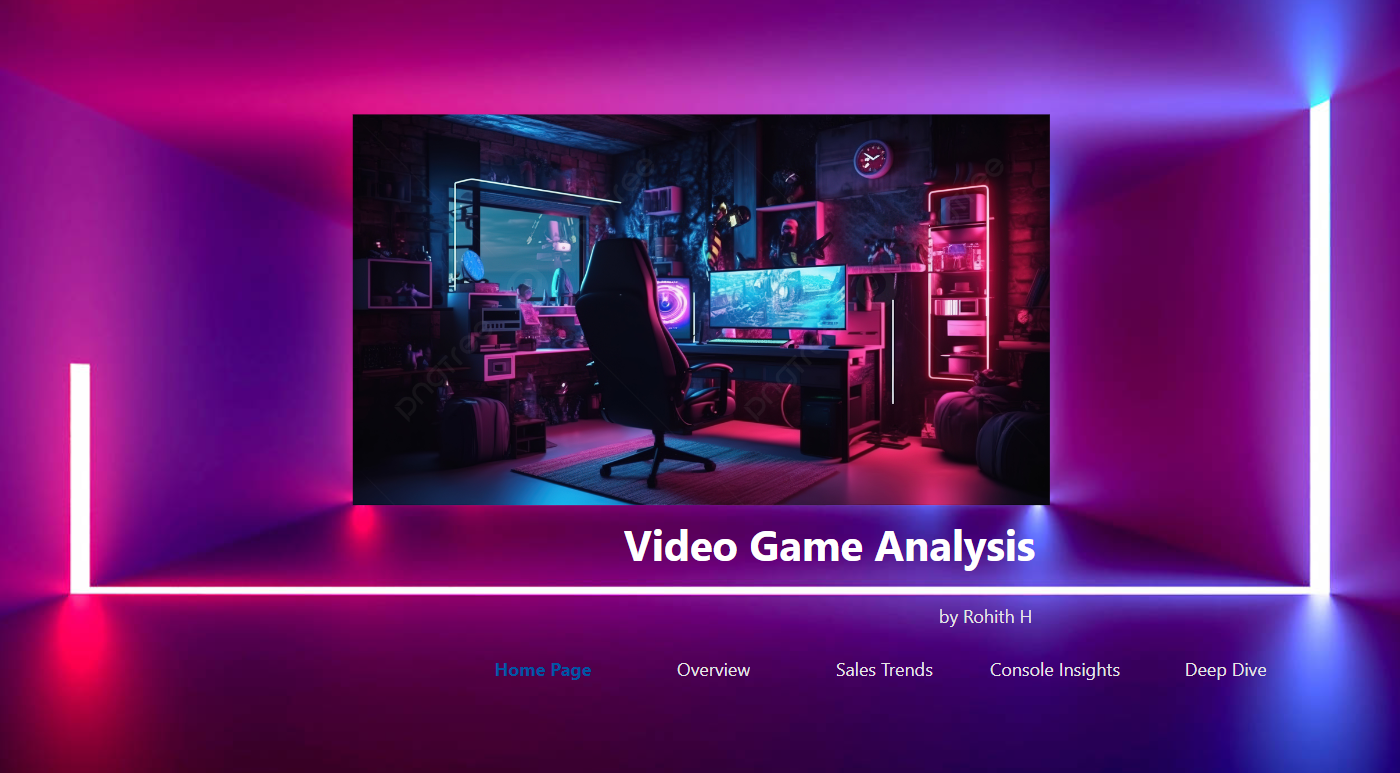 Video Game Analysis
by Rohith H
Home Page Overview Sales Trends Console Insights Deep Dive